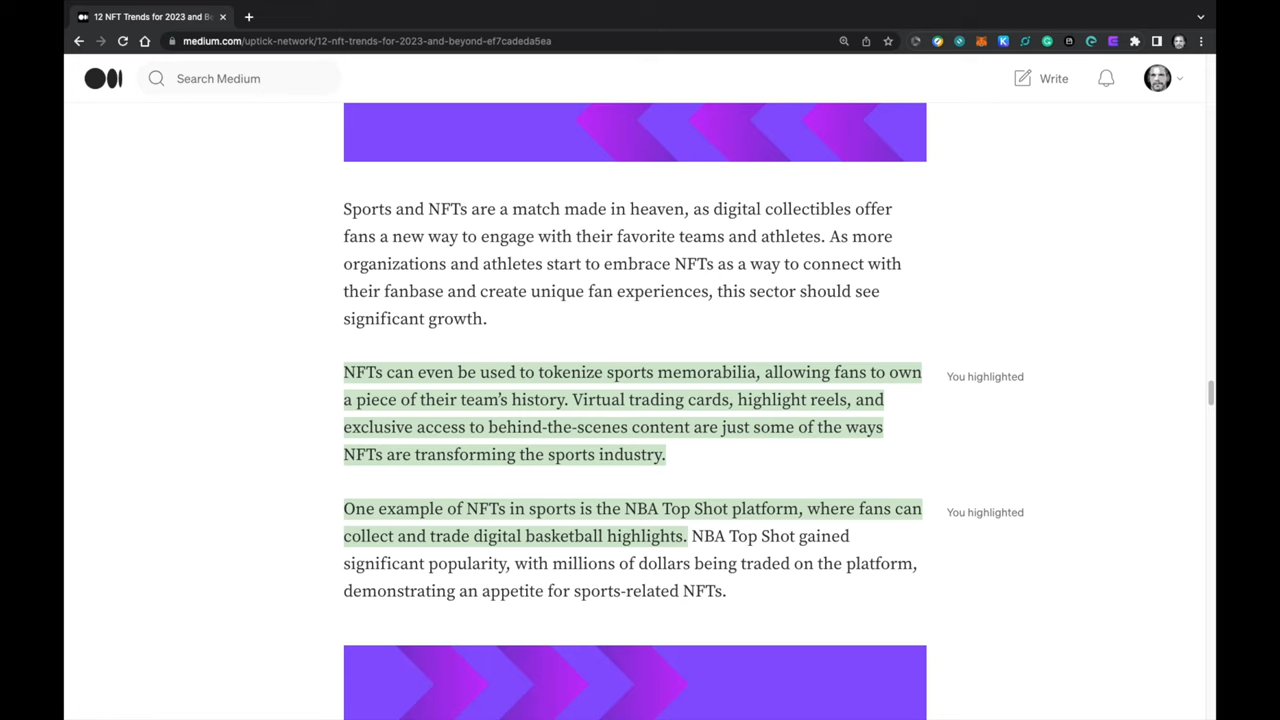 12 NFT Trends for 2023 and Be
medium.com/uptick-network/12-nft-trends-for-2023-and-beyond-ef7cadeda5ea
Search Medium
Write
Sports and NFTs are a match made in heaven, as digital collectibles offer
fans a new way to engage with their favorite teams and athletes. As more
organizations and athletes start to embrace NFTs as a way to connect with
their fanbase and create unique fan experiences, this sector should see
significant growth.
NFTs can even be used to tokenize sports memorabilia, allowing fans to own
You highlighted
a piece of their team’s history. Virtual trading cards, highlight reels, and
exclusive access to behind-the-scenes content are just some of the ways
NFTs are transforming the sports industry.
One example of NFTs in sports is the NBA Top Shot platform, where fans can
You highlighted
collect and trade digital basketball highlights. NBA Top Shot gained
significant popularity, with millions of dollars being traded on the platform,
demonstrating an appetite for sports-related NFTs.